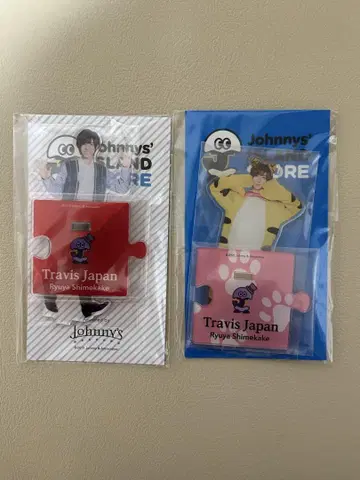 Johnnys'
ISLAND
STORE
Travis Japan
Ryuya Shimekake
Johnny's
Johnnys'
ISLAND
STORE
Travis Japan
Ryuya Shimekake